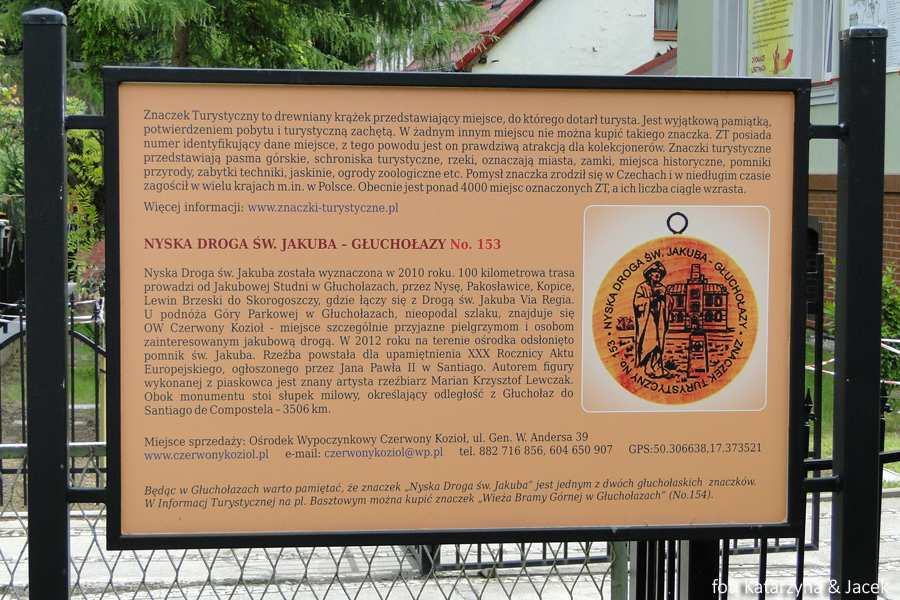 Znaczek Turystyczny to drewniany krążek przedstawiający miejsce, do którego dotarł turysta. Jest wyjątkową pamiątką,
potwierdzeniem pobytu i turystyczną zachętą. W żadnym innym miejscu nie można kupić takiego znaczka. ZT posiada
numer identyfikujący dane miejsce, z tego powodu jest on prawdziwą atrakcją dla kolekcjonerów. Znaczki turystyczne
przedstawiają pasma górskie, schroniska turystyczne, rzeki, oznaczają miasta, zamki, miejsca historyczne, pomniki
przyrody, zabytki techniki, jaskinie, ogrody zoologiczne etc. Pomysł znaczka zrodził się w Czechach i w niedługim czasie
zagościł w wielu krajach m.in. w Polsce. Obecnie jest ponad 4000 miejsc oznaczonych ZT, a ich liczba ciągle wzrasta.
Więcej informacji: www.znaczki-turystyczne.pl
NYSKA DROGA ŚW. JAKUBA – GŁUCHOŁAZY No. 153
Nyska Droga św. Jakuba została wyznaczona w 2010 roku. 100 kilometrowa trasa
prowadzi od Jakubowej Studni w Głuchołazach, przez Nysę, Pakosławice, Kopice,
Lewin Brzeski do Skorogoszczy, gdzie łączy się z Drogą św. Jakuba Via Regia.
U podnóża Góry Parkowej w Głuchołazach, nieopodal szlaku, znajduje się
OW Czerwony Kozioł - miejsce szczególnie przyjazne pielgrzymom i osobom
zainteresowanym jakubową drogą. W 2012 roku na terenie ośrodka odsłonięto
pomnik św. Jakuba. Rzeźba powstała dla upamiętnienia XXX Rocznicy Aktu
Europejskiego, ogłoszonego przez Jana Pawła II w Santiago. Autorem figury
wykonanej z piaskowca jest znany artysta rzeźbiarz Marian Krzysztof Lewczak.
Obok monumentu stoi słupek milowy, określający odległość z Głuchołaz do
Santiago de Compostela – 3506 km.
NYSKA DROGA ŚW. JAKUBA - GŁUCHOŁAZY • ZNACZEK TURYSTYCZNY No. 153 •
Miejsce sprzedaży: Ośrodek Wypoczynkowy Czerwony Kozioł, ul. Gen. W. Andersa 39
www.czerwonykoziol.pl e-mail: czerwonykoziol@wp.pl tel. 882 716 856, 604 650 907 GPS:50.306638,17.373521
Będąc w Głuchołazach warto pamiętać, że znaczek „Nyska Droga św. Jakuba" jest jednym z dwóch głuchołaskich znaczków.
W Informacj Turystycznej na pl. Basztowym można kupić znaczek „Wieża Bramy Górnej w Głuchołazach" (No.154).
fot. Katarzyna & Jacek